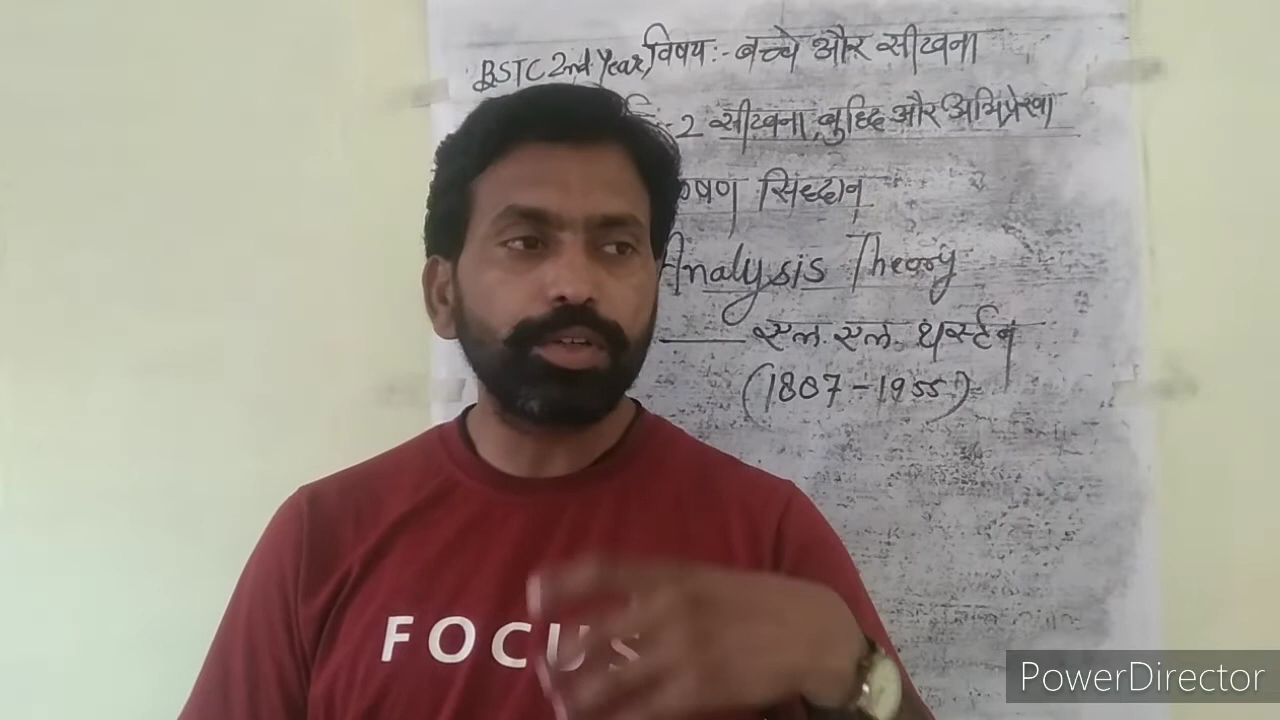 BSTC 2nd Year, विषय:- बच्चे और सीखना
-2 सीखना, बुध्दि और अभिप्रेरणा
सिध्दान्त
Analysis Theory
एल. एल. थर्स्टन
(1887-1955)
FOCUS
PowerDirector